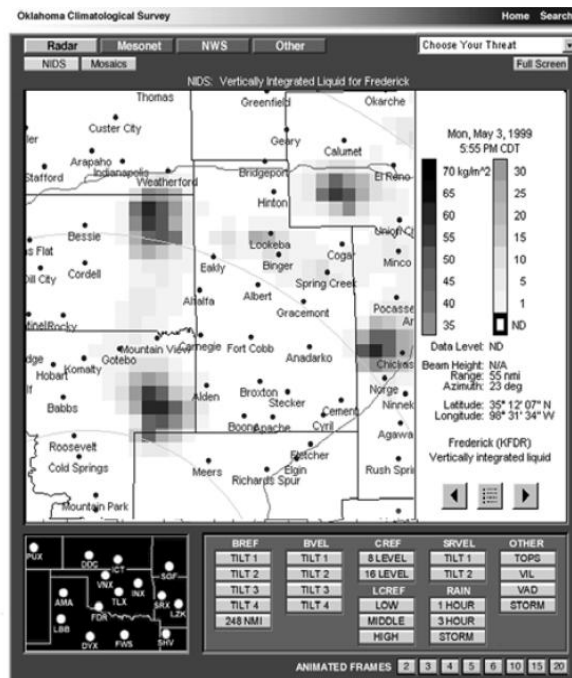 Oklahoma Climatological Survey
Home Search
Radar Mesonet NWS Other
Choose Your Threat
NIDS Mosaics
Full Screen
NIDS: Vertically Integrated Liquid for Frederick
Thomas
Greenfield
Okarche
Custer City
Geary
Calumet
Arapaho
Stafford
Indianapolis
Weatherford
Bridgeport
El Reno
Hinton
Bessie
Lookeba
Union Ci
Cogar
Eakly
Binger
Minco
Cordell
Spring Creek
Albert
Alfalfa
Gracemont
Pocasse
Rocky
Mountain View
Carnegie
Fort Cobb
Anadarko
Gotebo
Chickas
Hobart
Komalty
Norge
Alden
Broxton
Stecker
Ninnek
Babbs
Cement
Boone
Apache
Cyril
Agawa
Roosevelt
Fletcher
Cold Springs
Meers
Elgin
Rush Spri
Richards Spur
Mountain Park
Mon, May 3, 1999
5:55 PM CDT
70 kg/m^2 30
65 25
60 20
55 15
50 10
45 5
40 1
35 ND
Data Level: ND
Beam Height: N/A
Range: 55 nmi
Azimuth: 23 deg
Latitude: 35° 12' 07" N
Longitude: 98° 31' 34" W
Frederick (KFDR)
Vertically integrated liquid
PUX
DDC
ICT
SGF
VNX
INX
AMA
TLX
SRX
FDR
LZK
LBB
DYX
FWS
SHV
BREF BVEL CREF SRVEL OTHER
TILT 1 TILT 1 8 LEVEL TILT 1 TOPS
TILT 2 TILT 2 16 LEVEL TILT 2 VIL
TILT 3 TILT 3 LCREF RAIN VAD
TILT 4 TILT 4 LOW 1 HOUR STORM
248 NMI MIDDLE 3 HOUR
HIGH STORM
ANIMATED FRAMES 2 3 4 5 6 10 15 20